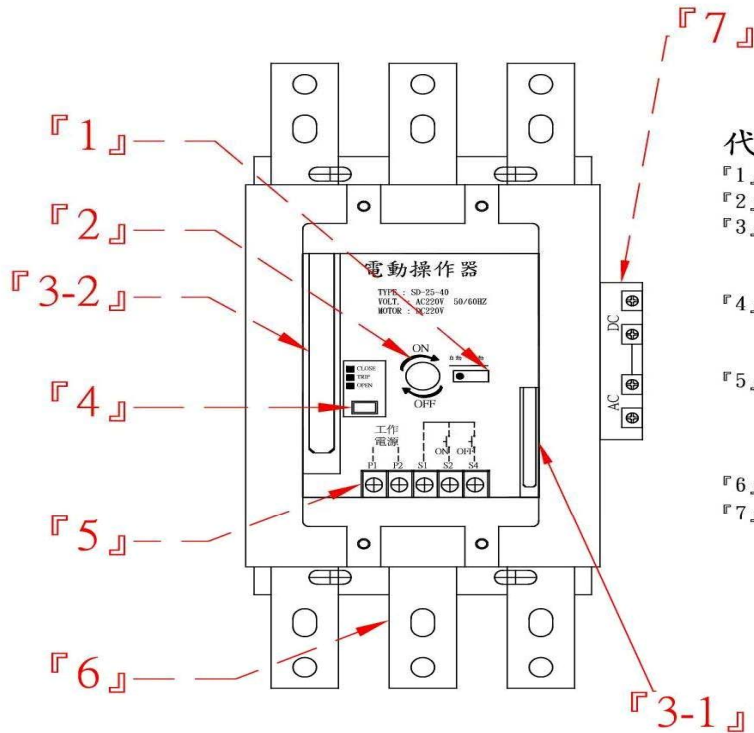 『7』
『1』
代
『1』
『2』
『2』
『3』
『3-2』
電動操作器
TYPE : SD-25-40
VOLT. : AC220V 50/60HZ
MOTOR : DC220V
『4』
DC
ON
CLOSE
TRIP
OPEN
OFF
『4』
『5』
AC
工作
電源
ON OFF
P1 P2 S1 S2 S4
『5』
『6』
『7』
『6』
『3-1』